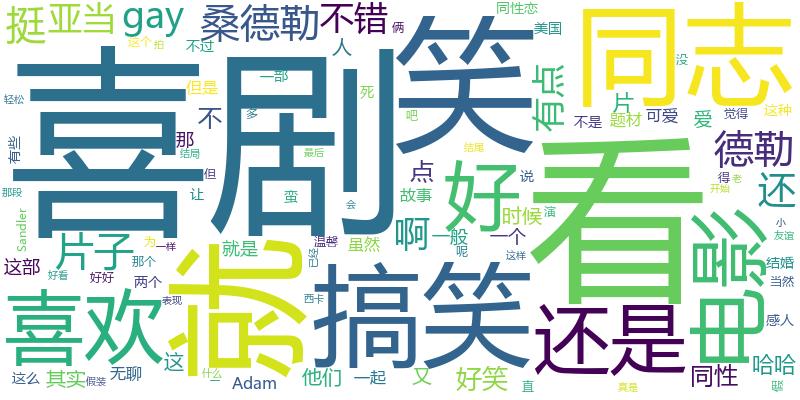 喜剧
笑
看
同志
就
搞笑
喜欢
还是
电影
好
桑德勒
不错
挺
亚当
gay
片子
德勒
还
有点
啊
点
这
这部
同性
好笑
哈哈
他们
其实
无聊
Adam
又
一起
不
那
人
爱
片
题材
可爱
故事
时候
一个
一般
就是
虽然
温馨
但是
一部
不过
这个
拍
同性恋
俩
美国
没
不是
觉得
这种
轻松
有些
结局
多
死
吧
最后
结尾
得
老
开始
但
让
蛮
会
说
演
小
友谊
那段
Sandler
为
一样
那个
好看
好好
两个
表现
西卡
呢
这样
结婚
当然
感人
这么
假装
什么
一
直
真是